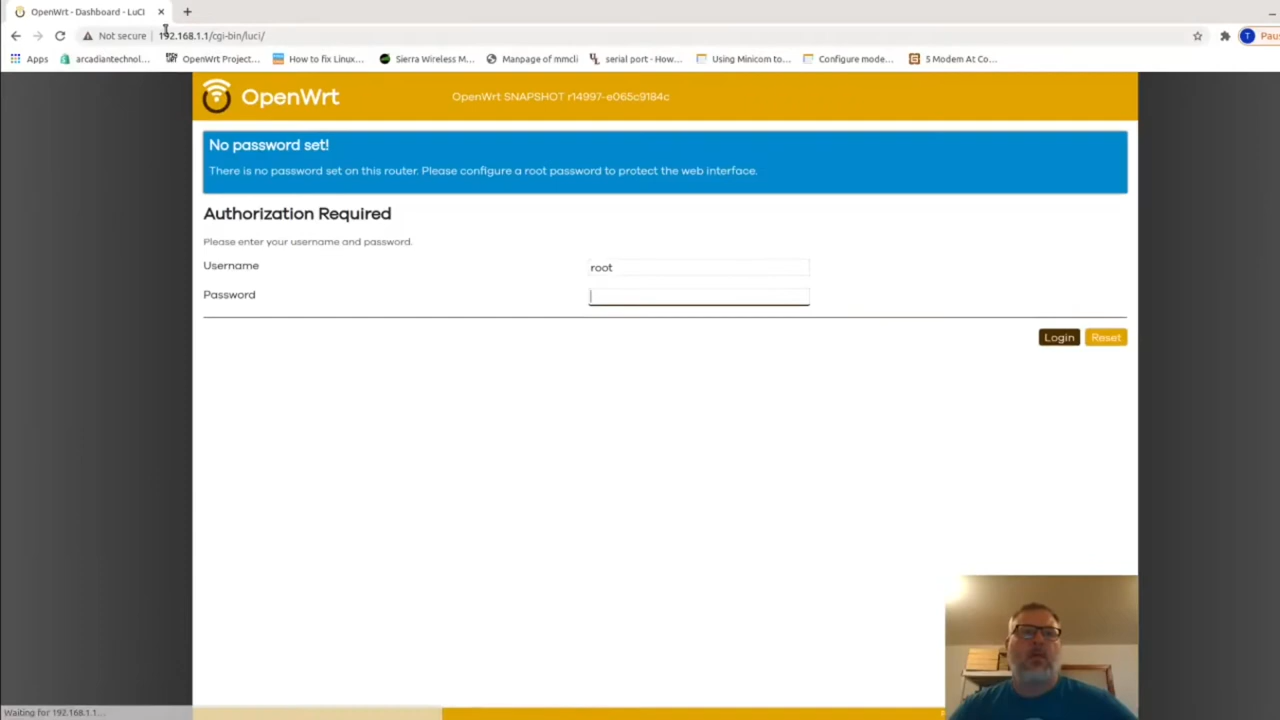 OpenWrt - Dashboard - LuCI
Not secure 192.168.1.1/cgi-bin/luci/
T Paus
Apps arcadiantechnol... OpenWrt Project... How to fix Linux... Sierra Wireless M... Manpage of mmcli serial port - How... Using Minicom to... Configure mode... 5 Modem At Co...
OpenWrt OpenWrt SNAPSHOT r14997-e065c9184c
No password set!
There is no password set on this router. Please configure a root password to protect the web interface.
Authorization Required
Please enter your username and password.
Username root
Password
Login Reset
Waiting for 192.168.1.1...